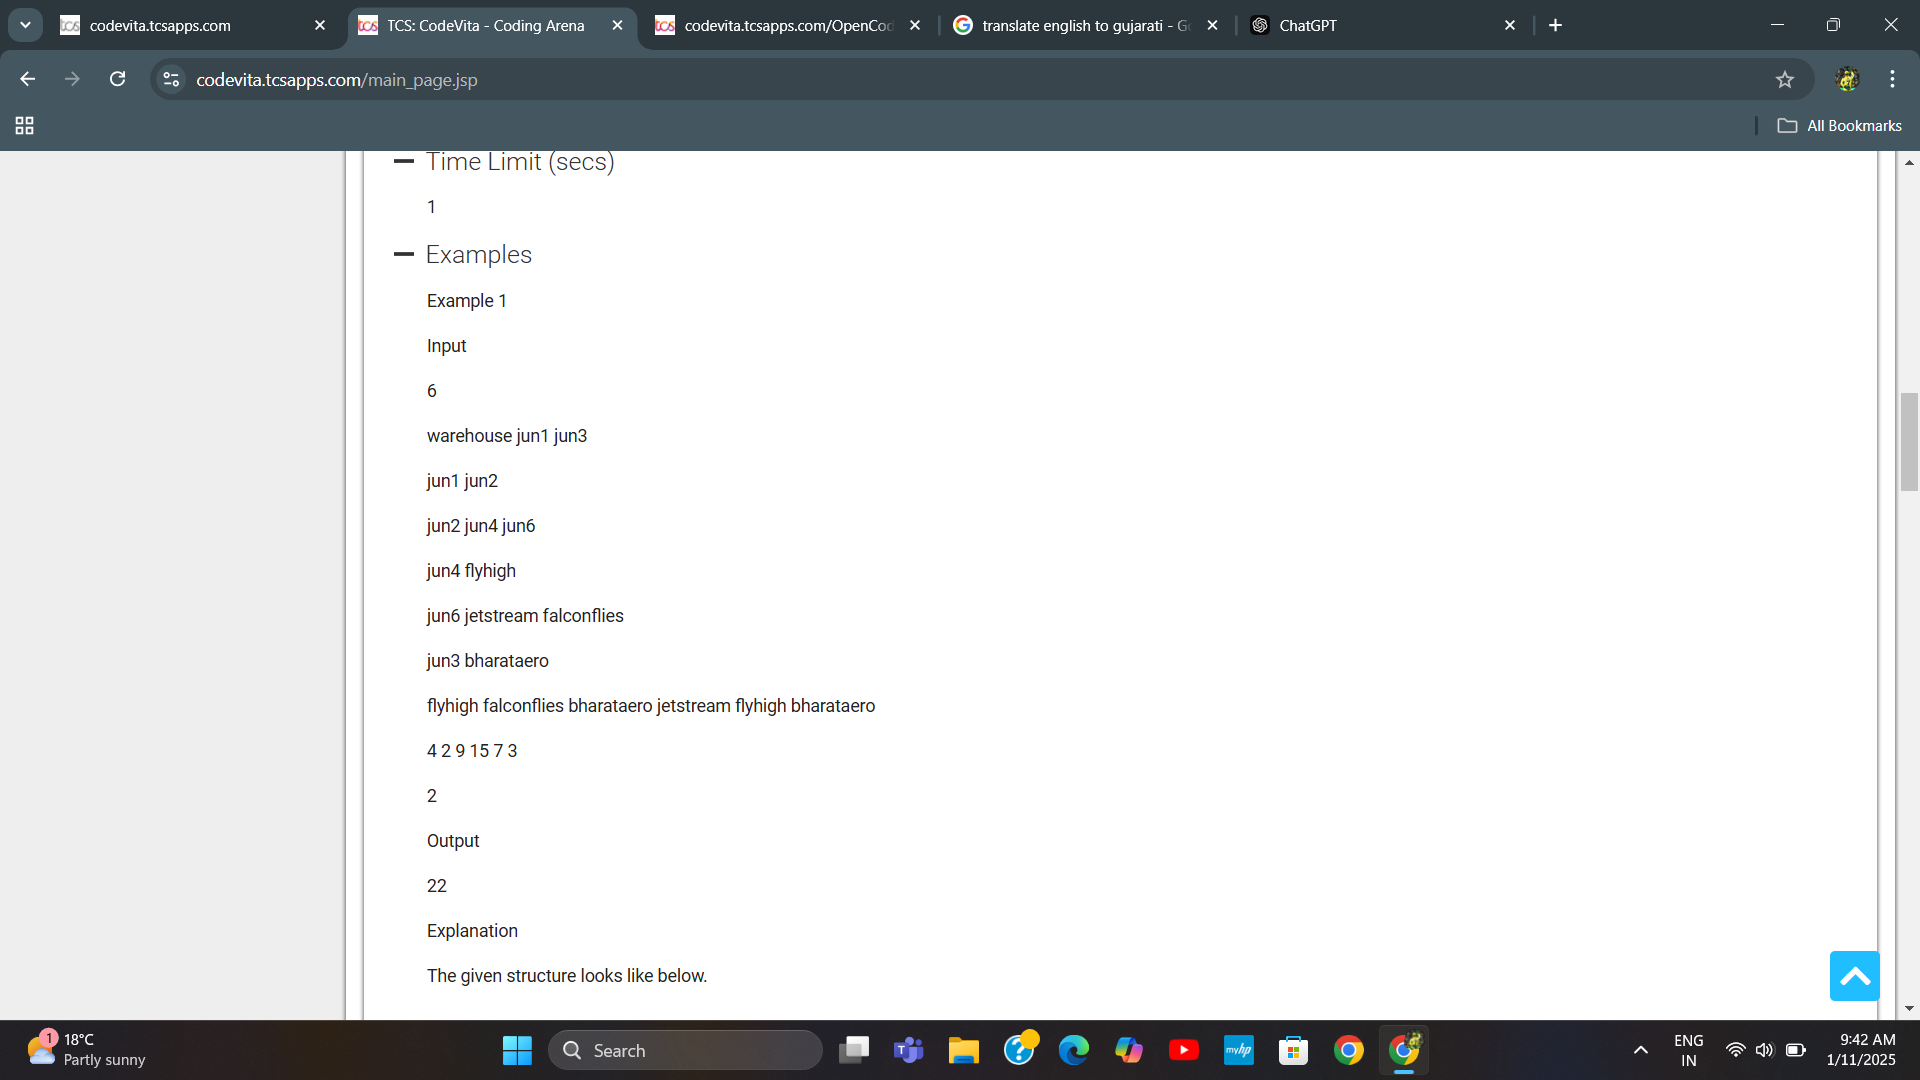 codevita.tcsapps.com
TCS: CodeVita - Coding Arena
codevita.tcsapps.com/OpenCod
translate english to gujarati - Go
ChatGPT
codevita.tcsapps.com/main_page.jsp
All Bookmarks
Time Limit (secs)
1
Examples
Example 1
Input
6
warehouse jun1 jun3
jun1 jun2
jun2 jun4 jun6
jun4 flyhigh
jun6 jetstream falconflies
jun3 bharataero
flyhigh falconflies bharataero jetstream flyhigh bharataero
4 2 9 15 7 3
2
Output
22
Explanation
The given structure looks like below.
1
18°C
Partly sunny
Search
myhp
ENG
IN
9:42 AM
1/11/2025